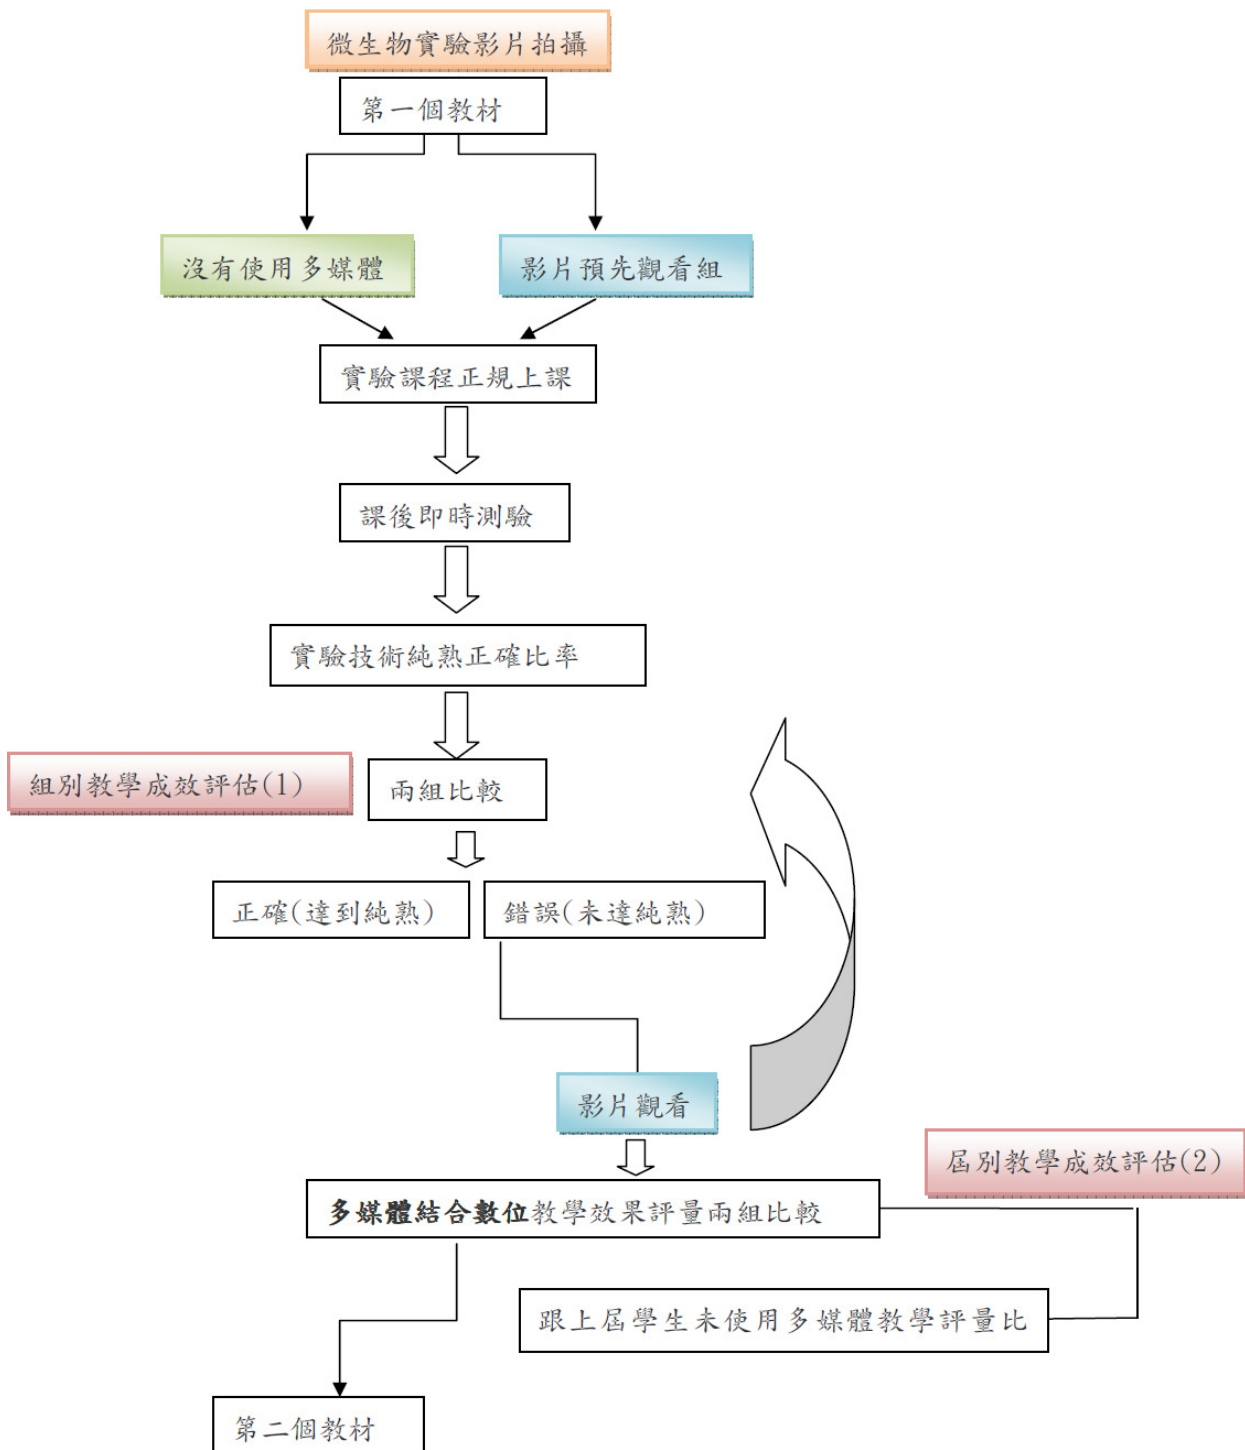 微生物實驗影片拍攝
第一個教材
沒有使用多媒體
影片預先觀看組
實驗課程正規上課
課後即時測驗
實驗技術純熟正確比率
組別教學成效評估(1)
兩組比較
正確(達到純熟)
錯誤(未達純熟)
影片觀看
屆別教學成效評估(2)
多媒體結合數位教學效果評量兩組比較
跟上屆學生未使用多媒體教學評量比
第二個教材